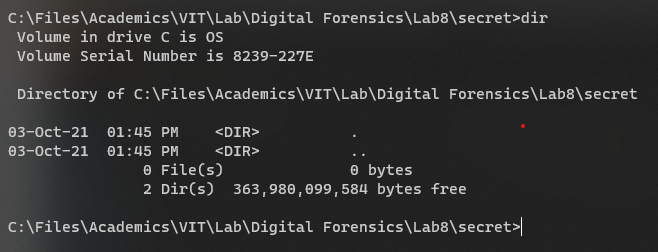 C:\Files\Academics\VIT\Lab\Digital Forensics\Lab8\secret>dir
 Volume in drive C is OS
 Volume Serial Number is 8239-227E

 Directory of C:\Files\Academics\VIT\Lab\Digital Forensics\Lab8\secret

03-Oct-21  01:45 PM    <DIR>          .
03-Oct-21  01:45 PM    <DIR>          ..
               0 File(s)              0 bytes
               2 Dir(s)  363,980,099,584 bytes free

C:\Files\Academics\VIT\Lab\Digital Forensics\Lab8\secret>